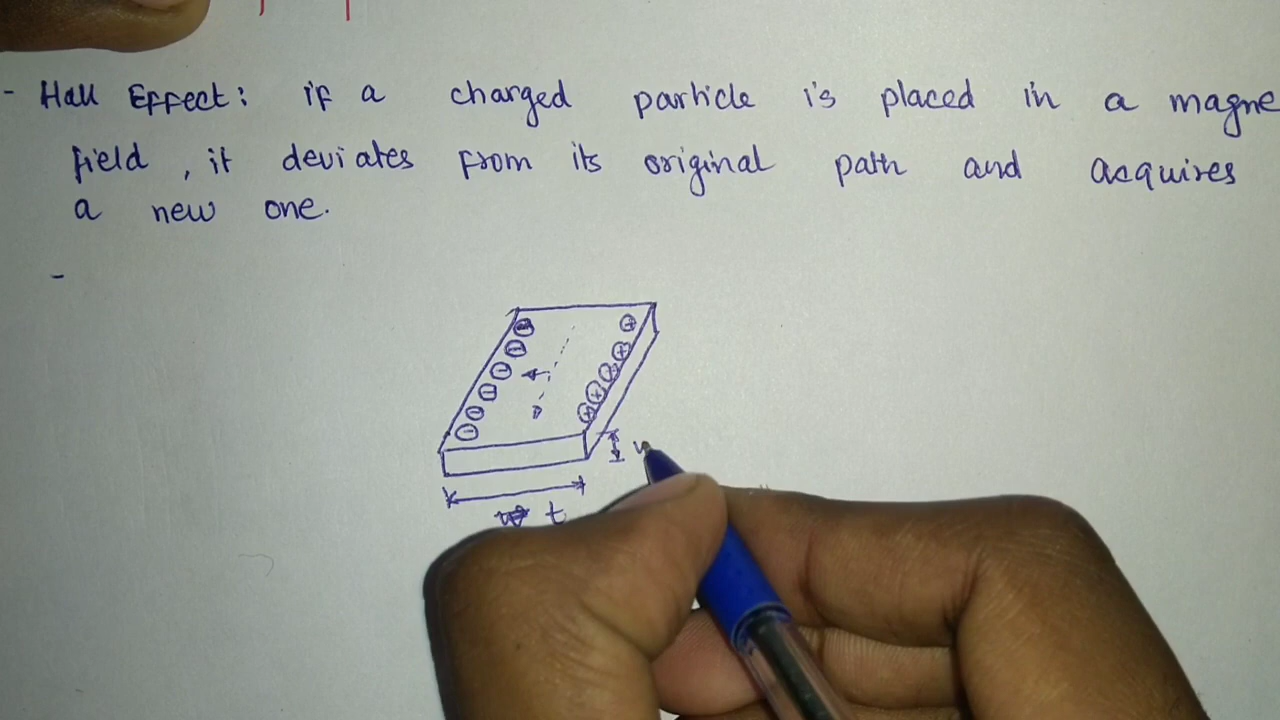 - Hall Effect: if a charged particle is placed in a magne
field, it deviates from its original path and acquires
a new one.
-
t